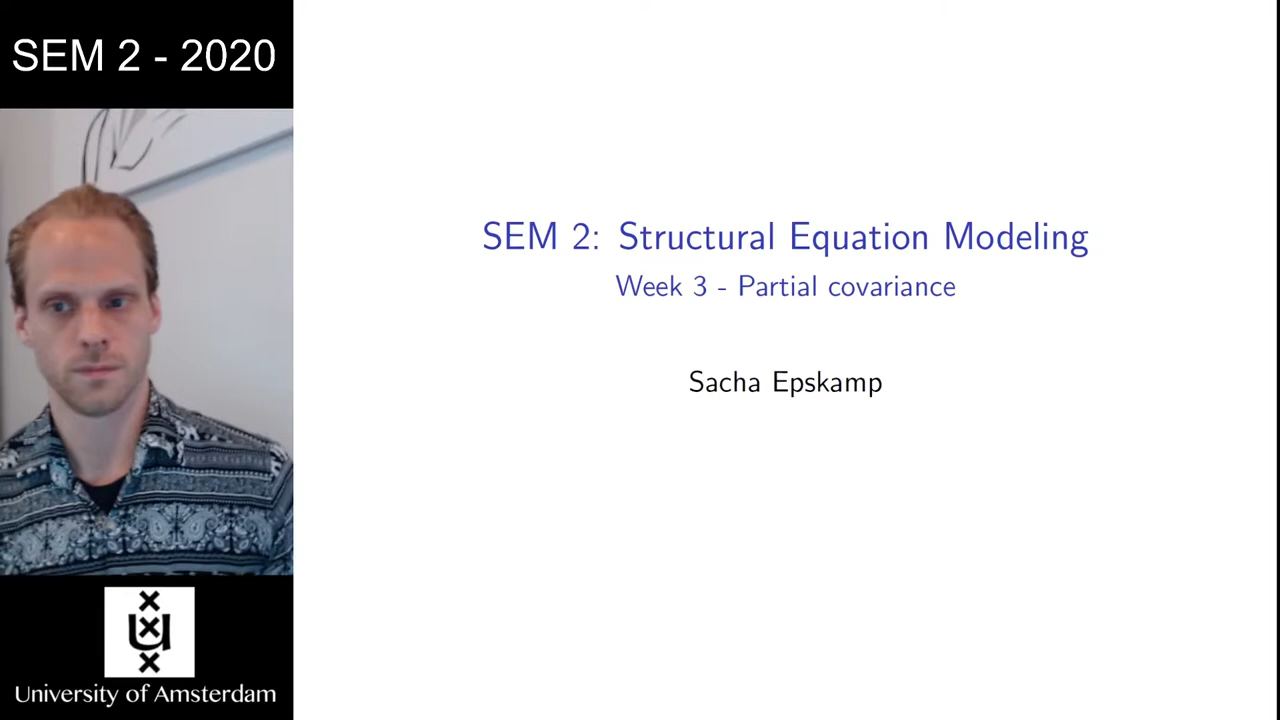 SEM 2 - 2020
SEM 2: Structural Equation Modeling
Week 3 - Partial covariance
Sacha Epskamp
University of Amsterdam